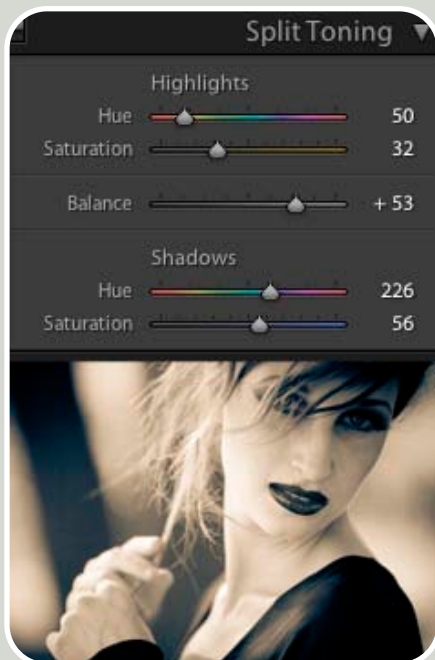 Split Toning
Highlights
Hue 50
Saturation 32
Balance + 53
Shadows
Hue 226
Saturation 56